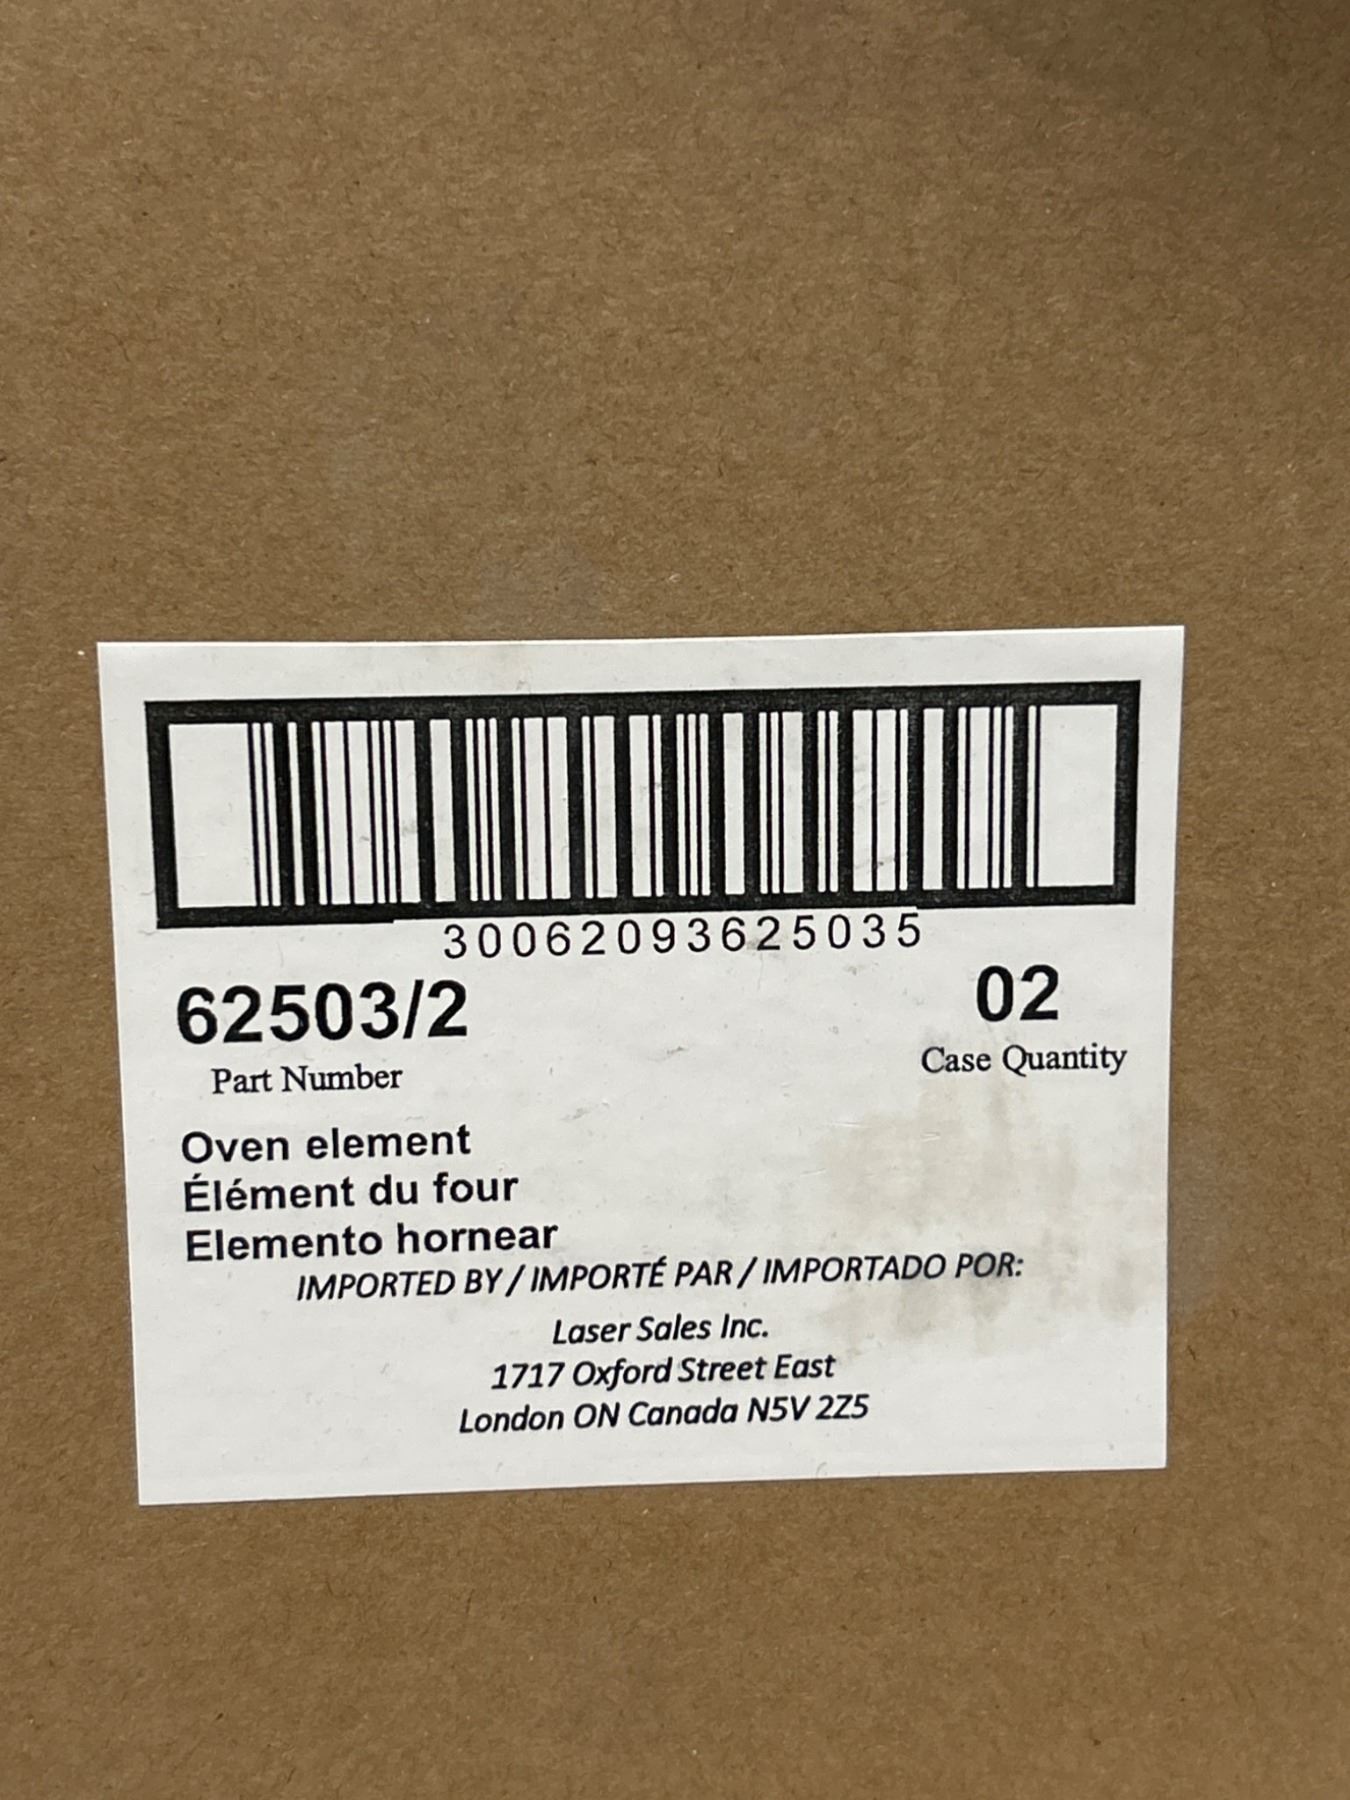 30062093625035
62503/2
02
Part Number
Case Quantity
Oven element
Élément du four
Elemento hornear
IMPORTED BY / IMPORTÉ PAR / IMPORTADO POR:
Laser Sales Inc.
1717 Oxford Street East
London ON Canada N5V 2Z5